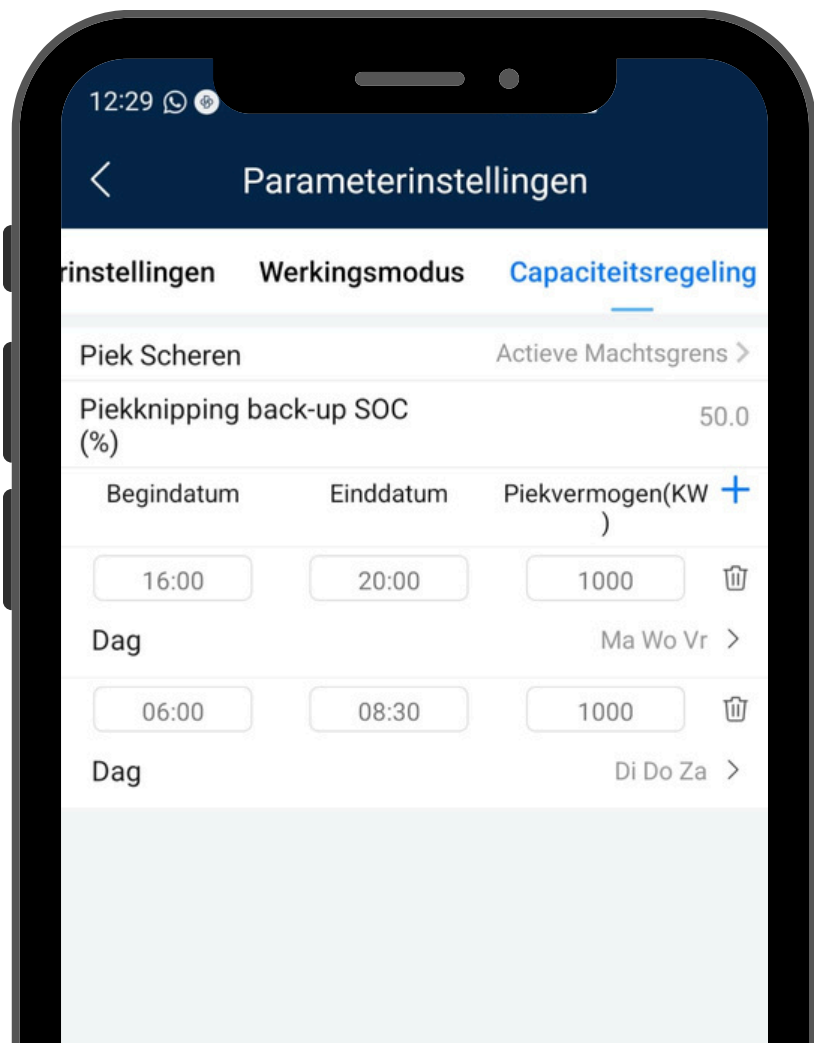 12:29
Parameterinstellingen
rinstellingen Werkingsmodus Capaciteitsregeling
Piek Scheren Actieve Machtsgrens
Piekknipping back-up SOC 50.0
(%)
Begindatum Einddatum Piekvermogen(KW
)
16:00 20:00 1000
Dag Ma Wo Vr
06:00 08:30 1000
Dag Di Do Za